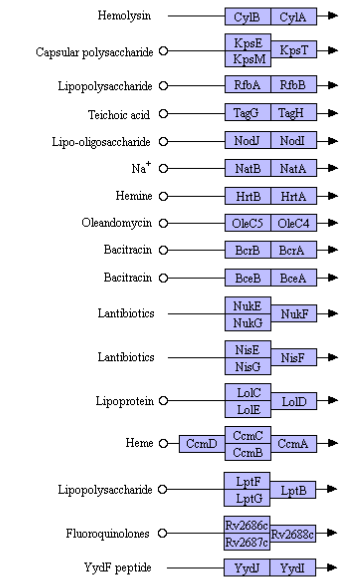 Hemolysin CylB CylA
Capsular polysaccharide KpsE KpsM KpsT
Lipopolysaccharide RfbA RfbB
Teichoic acid TagG TagH
Lipo-oligosaccharide NodJ NodI
Na+ NatB NatA
Hemine HrtB HrtA
Oleandomycin OleC5 OleC4
Bacitracin BcrB BcrA
Bacitracin BceB BceA
Lantibiotics NukE NukG NukF
Lantibiotics NisE NisG NisF
Lipoprotein LolC LolE LolD
Heme CcmD CcmC CcmB CcmA
Lipopolysaccharide LptF LptG LptB
Fluoroquinolones Rv2686c Rv2687c Rv2688c
YydF peptide YydJ YydI